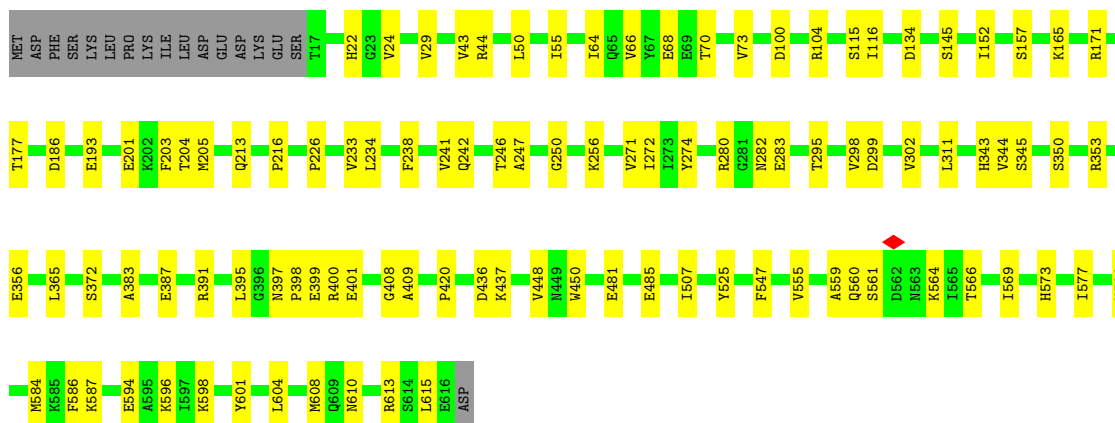 MET ASP PHE SER LYS LEU PRO LYS ILE LEU ASP GLU ASP LYS GLU SER T17 H22 G23 V24 V29 V43 R44 L50 I55 I64 Q65 V66 Y67 E68 E69 T70 V73 D100 R104 S115 I116 D134 S145 I152 S157 K165 R171
T177 D186 E193 E201 K202 F203 T204 M205 Q213 P216 P226 V233 L234 F238 V241 Q242 T246 A247 G250 K256 V271 I272 I273 Y274 R280 G281 N282 E283 T295 V298 D299 V302 L311 H343 V344 S345 S350 R353
E356 L365 S372 A383 E387 R391 L395 G396 N397 P398 E399 R400 E401 G408 A409 P420 D436 K437 V448 N449 W450 E481 E485 I507 Y525 F547 V555 A559 Q560 S561 D562 N563 K564 I565 T566 I569 H573 I577
M584 K585 F586 K587 E594 A595 K596 I597 K598 Y601 L604 M608 Q609 N610 R613 S614 L615 E616 ASP